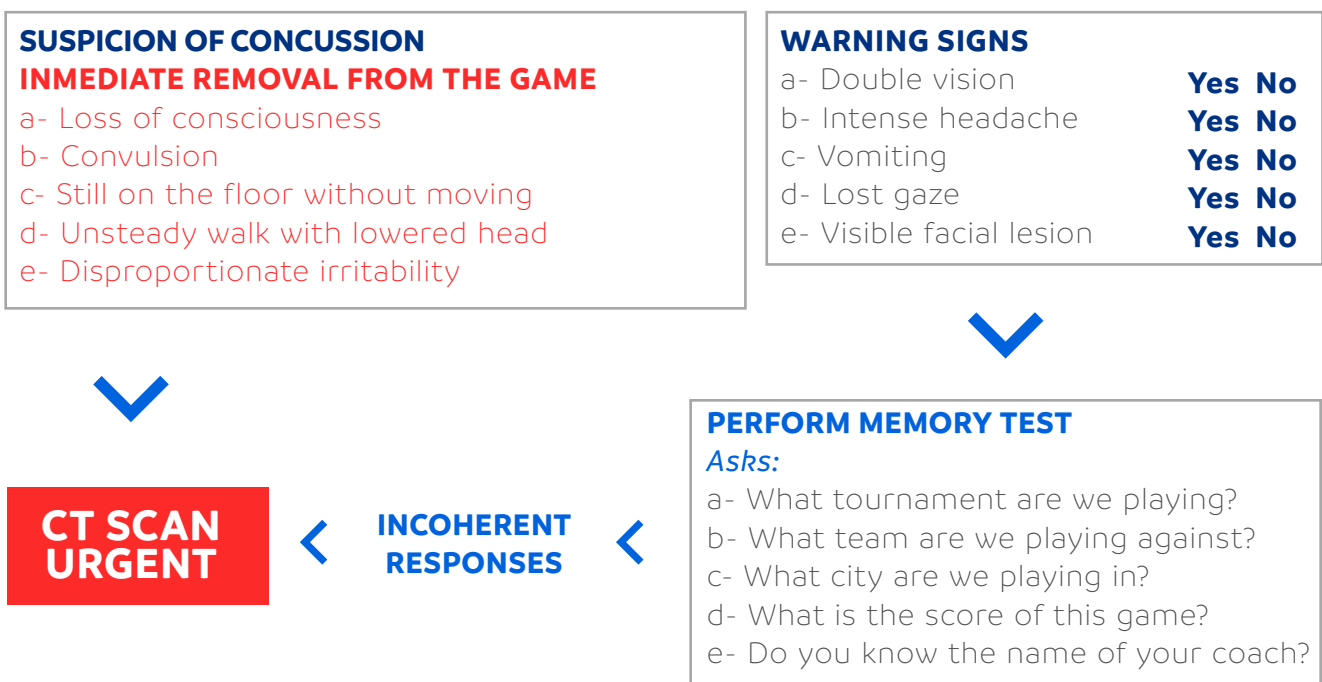 SUSPICION OF CONCUSSION
INMEDIATE REMOVAL FROM THE GAME
a- Loss of consciousness
b- Convulsion
c- Still on the floor without moving
d- Unsteady walk with lowered head
e- Disproportionate irritability
WARNING SIGNS
a- Double vision Yes No
b- Intense headache Yes No
c- Vomiting Yes No
d- Lost gaze Yes No
e- Visible facial lesion Yes No
PERFORM MEMORY TEST
Asks:
a- What tournament are we playing?
b- What team are we playing against?
c- What city are we playing in?
d- What is the score of this game?
e- Do you know the name of your coach?
INCOHERENT
RESPONSES
CT SCAN
URGENT